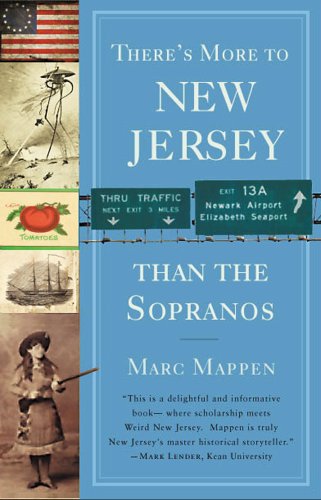 THERE'S MORE TO
NEW
JERSEY
THRU TRAFFIC
NEXT EXIT 3 MILES
EXIT 13A
Newark Airport
Elizabeth Seaport
TOMATOES
THAN THE
SOPRANOS
MARC MAPPEN
"This is a delightful and informative
book—where scholarship meets
Weird New Jersey. Mappen is truly
New Jersey's master historical storyteller."
—MARK LENDER, Kean University